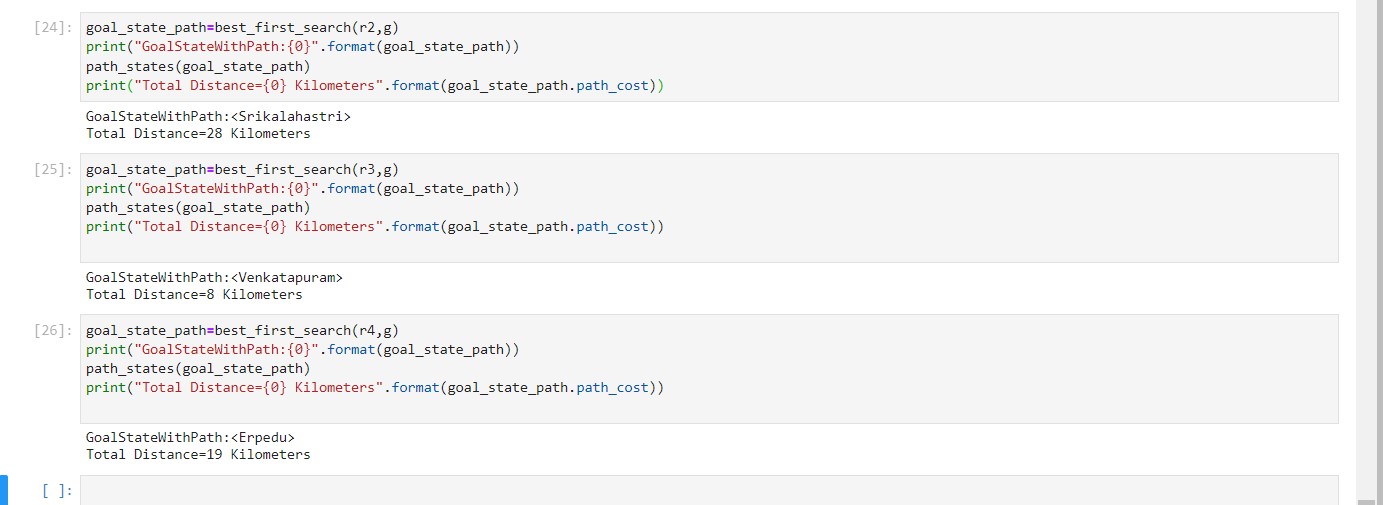 [24]: goal_state_path=best_first_search(r2,g)
print("GoalStateWithPath:{0}".format(goal_state_path))
path_states(goal_state_path)
print("Total Distance={0} Kilometers".format(goal_state_path.path_cost))
GoalStateWithPath:<Srikalahastri>
Total Distance=28 Kilometers
[25]: goal_state_path=best_first_search(r3,g)
print("GoalStateWithPath:{0}".format(goal_state_path))
path_states(goal_state_path)
print("Total Distance={0} Kilometers".format(goal_state_path.path_cost))
GoalStateWithPath:<Venkatapuram>
Total Distance=8 Kilometers
[26]: goal_state_path=best_first_search(r4,g)
print("GoalStateWithPath:{0}".format(goal_state_path))
path_states(goal_state_path)
print("Total Distance={0} Kilometers".format(goal_state_path.path_cost))
GoalStateWithPath:<Erpedu>
Total Distance=19 Kilometers
[ ]: